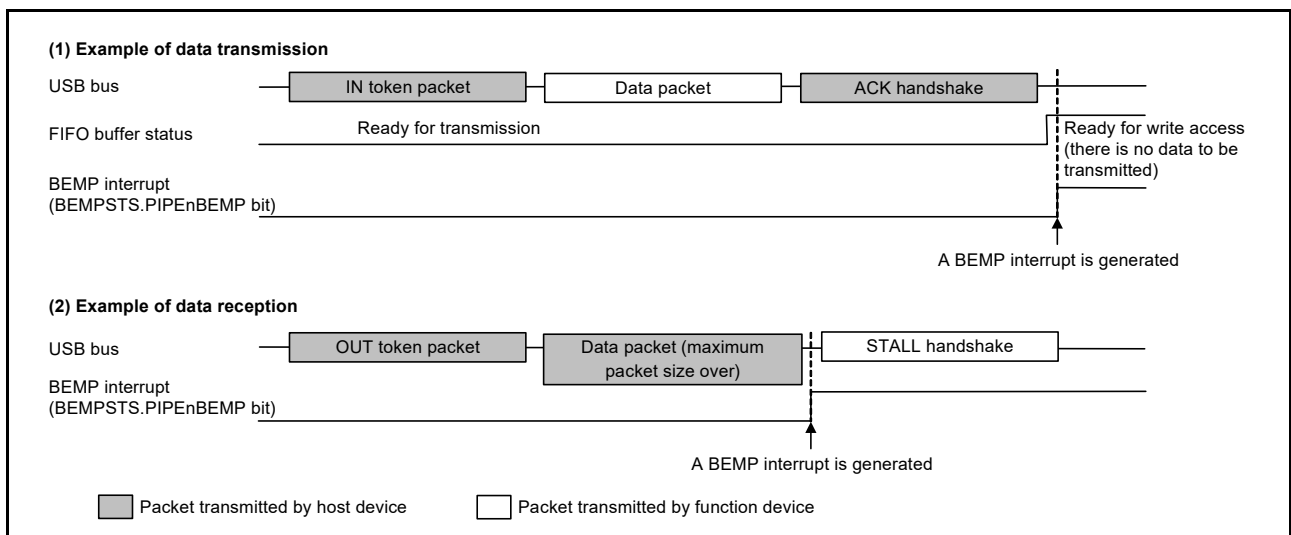 (1) Example of data transmission
USB bus
IN token packet
Data packet
ACK handshake
FIFO buffer status
Ready for transmission
Ready for write access
(there is no data to be
transmitted)
BEMP interrupt
(BEMPSTS.PIPEnBEMP bit)
A BEMP interrupt is generated
(2) Example of data reception
USB bus
OUT token packet
Data packet (maximum
packet size over)
STALL handshake
BEMP interrupt
(BEMPSTS.PIPEnBEMP bit)
A BEMP interrupt is generated
Packet transmitted by host device
Packet transmitted by function device